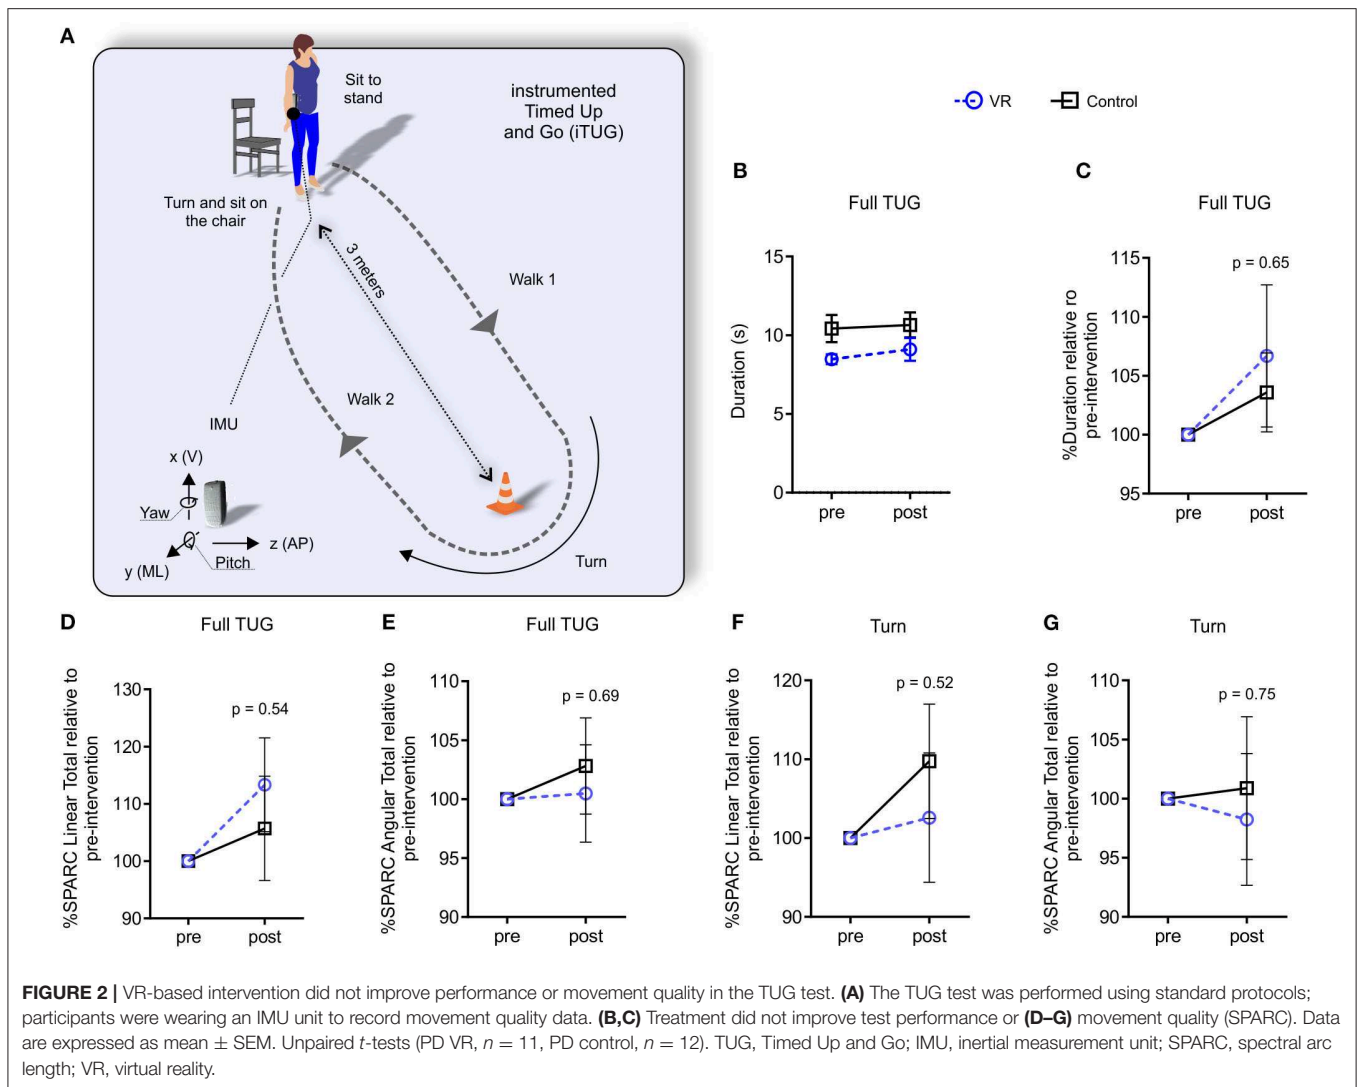 A
Sit to
stand
instrumented
Timed Up
and Go (iTUG)
Turn and sit on
the chair
3 meters
Walk 1
Walk 2
IMU
x (V)
Yaw
z (AP)
Pitch
y (ML)
Turn
VR
Control
B
Full TUG
Duration (s)
15
10
5
0
pre
post
C
Full TUG
%Duration relative ro
pre-intervention
p = 0.65
115
110
105
100
95
pre
post
D
Full TUG
%SPARC Linear Total relative to
pre-intervention
p = 0.54
130
120
110
100
90
pre
post
E
Full TUG
%SPARC Angular Total relative to
pre-intervention
p = 0.69
110
105
100
95
90
pre
post
F
Turn
%SPARC Linear Total relative to
pre-intervention
p = 0.52
120
110
100
90
pre
post
G
Turn
%SPARC Angular Total relative to
pre-intervention
p = 0.75
110
105
100
95
90
pre
post
FIGURE 2 | VR-based intervention did not improve performance or movement quality in the TUG test. (A) The TUG test was performed using standard protocols;
participants were wearing an IMU unit to record movement quality data. (B,C) Treatment did not improve test performance or (D–G) movement quality (SPARC). Data
are expressed as mean ± SEM. Unpaired t-tests (PD VR, n = 11, PD control, n = 12). TUG, Timed Up and Go; IMU, inertial measurement unit; SPARC, spectral arc
length; VR, virtual reality.